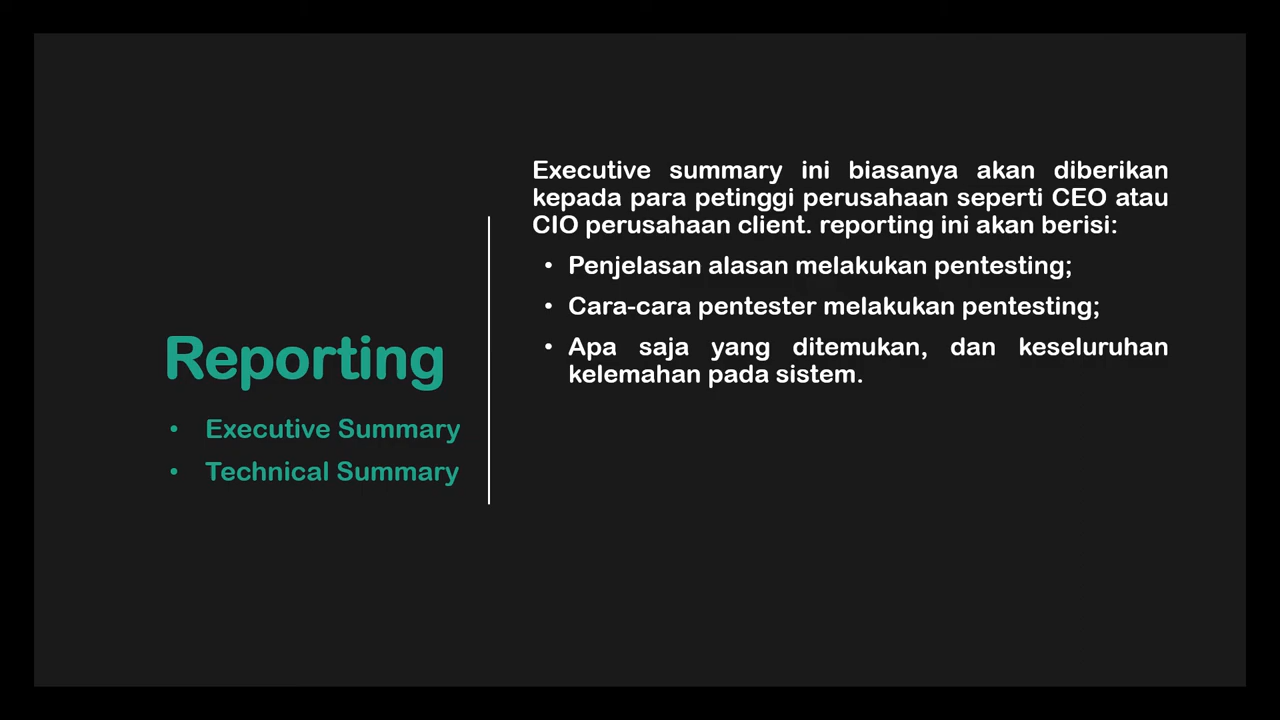 Reporting
• Executive Summary
• Technical Summary
Executive summary ini biasanya akan diberikan
kepada para petinggi perusahaan seperti CEO atau
CIO perusahaan client. reporting ini akan berisi:
• Penjelasan alasan melakukan pentesting;
• Cara-cara pentester melakukan pentesting;
• Apa saja yang ditemukan, dan keseluruhan
kelemahan pada sistem.